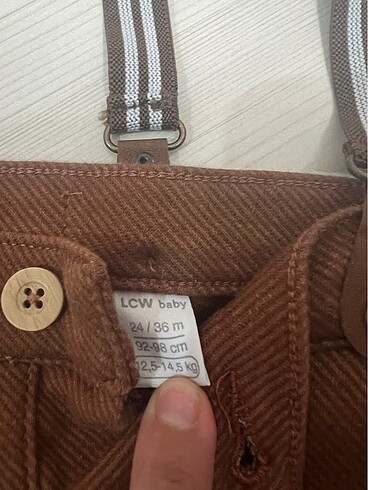 LCW baby
24 / 36 m
92-98 cm
12,5-14,5 kg